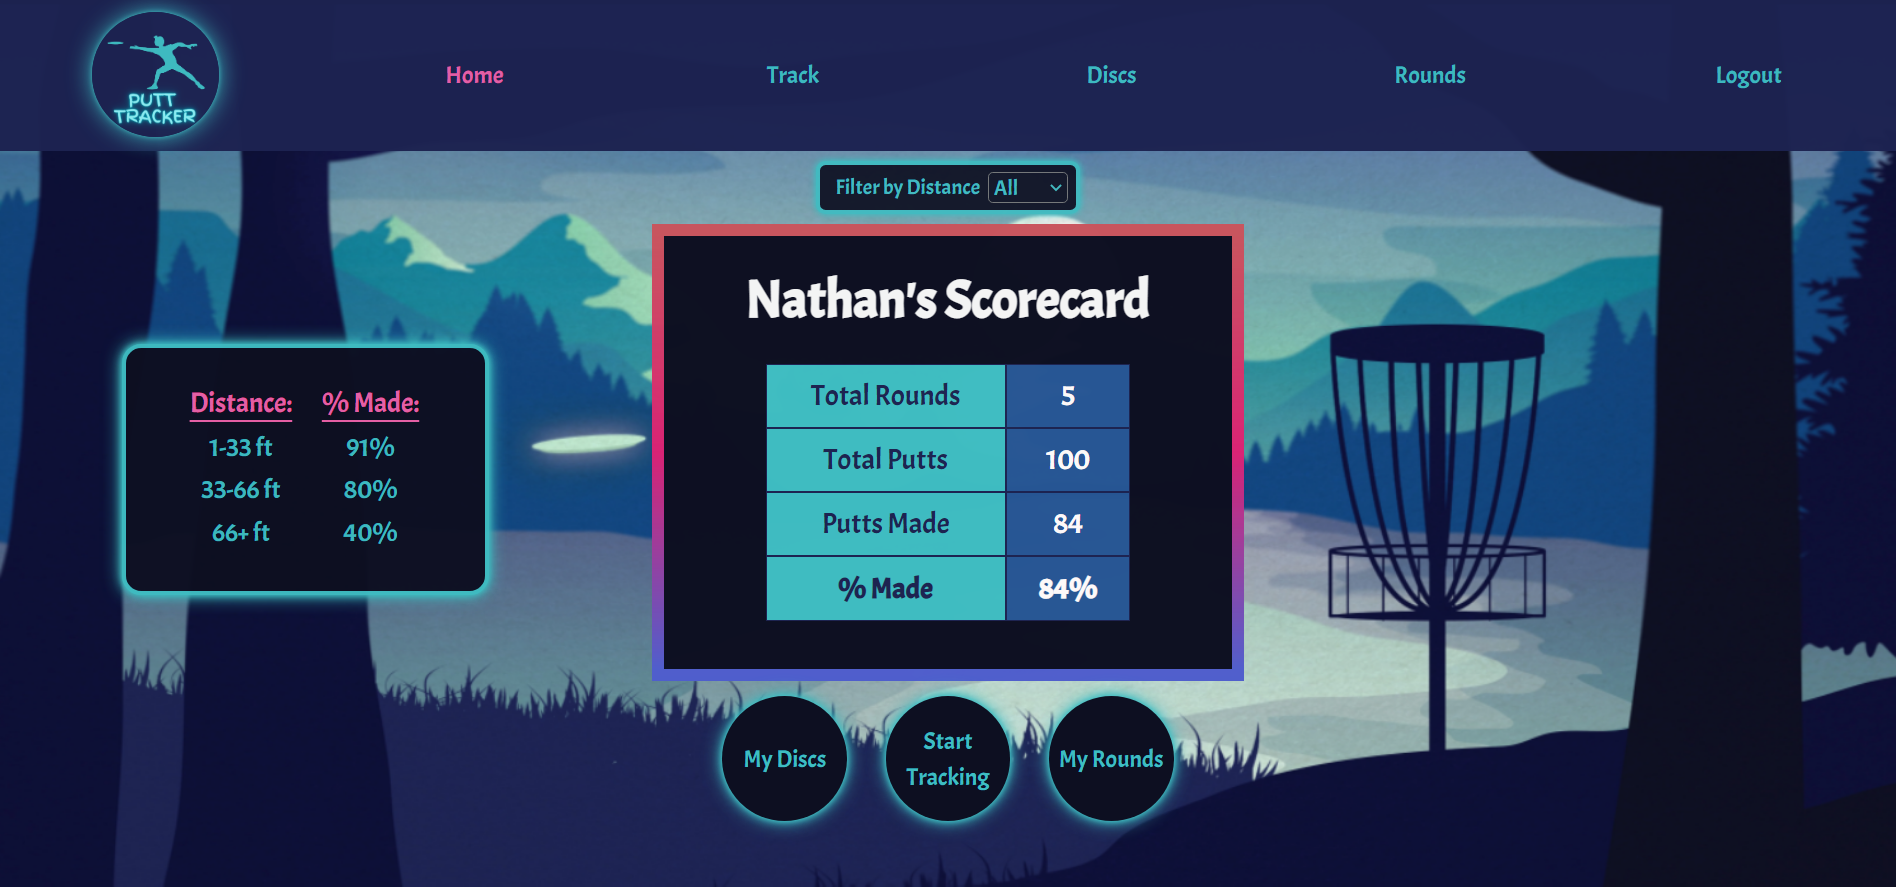 PUTT
TRACKER
Home Track Discs Rounds Logout
Filter by Distance All
Nathan's Scorecard
Distance: % Made:
1-33 ft 91%
33-66 ft 80%
66+ ft 40%
Total Rounds 5
Total Putts 100
Putts Made 84
% Made 84%
My Discs
Start
Tracking
My Rounds